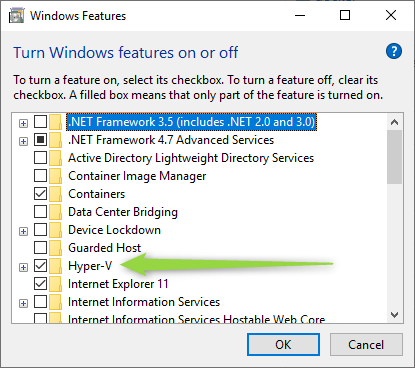 Windows Features
Turn Windows features on or off
To turn a feature on, select its checkbox. To turn a feature off, clear its
checkbox. A filled box means that only part of the feature is turned on.
.NET Framework 3.5 (includes .NET 2.0 and 3.0)
.NET Framework 4.7 Advanced Services
Active Directory Lightweight Directory Services
Container Image Manager
Containers
Data Center Bridging
Device Lockdown
Guarded Host
Hyper-V
Internet Explorer 11
Internet Information Services
Internet Information Services Hostable Web Core
OK
Cancel